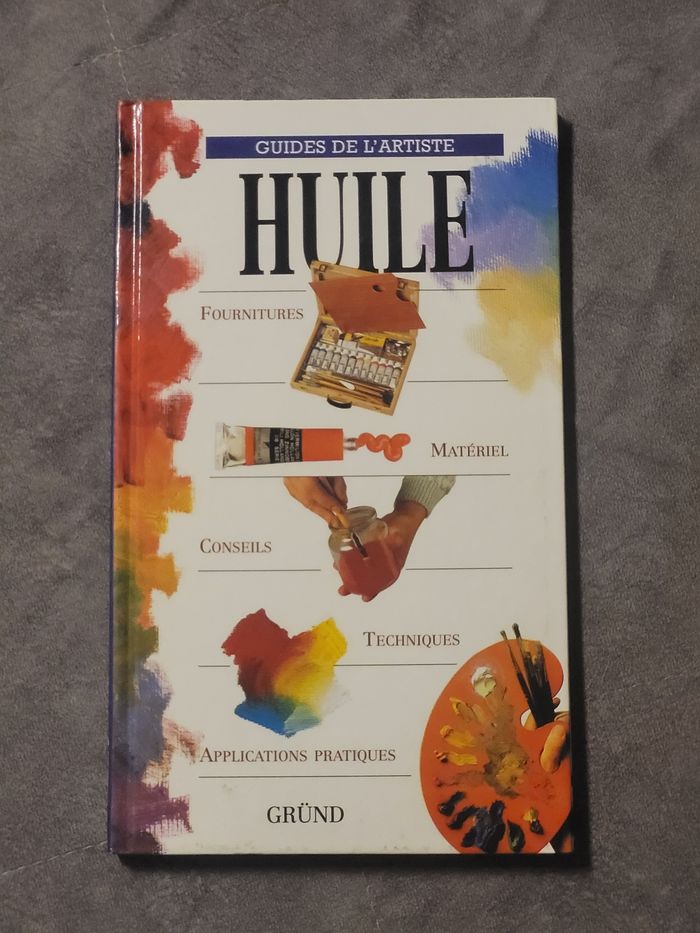 GUIDES DE L'ARTISTE
HUILE
FOURNITURES
MATÉRIEL
CONSEILS
TECHNIQUES
APPLICATIONS PRATIQUES
GRÜND